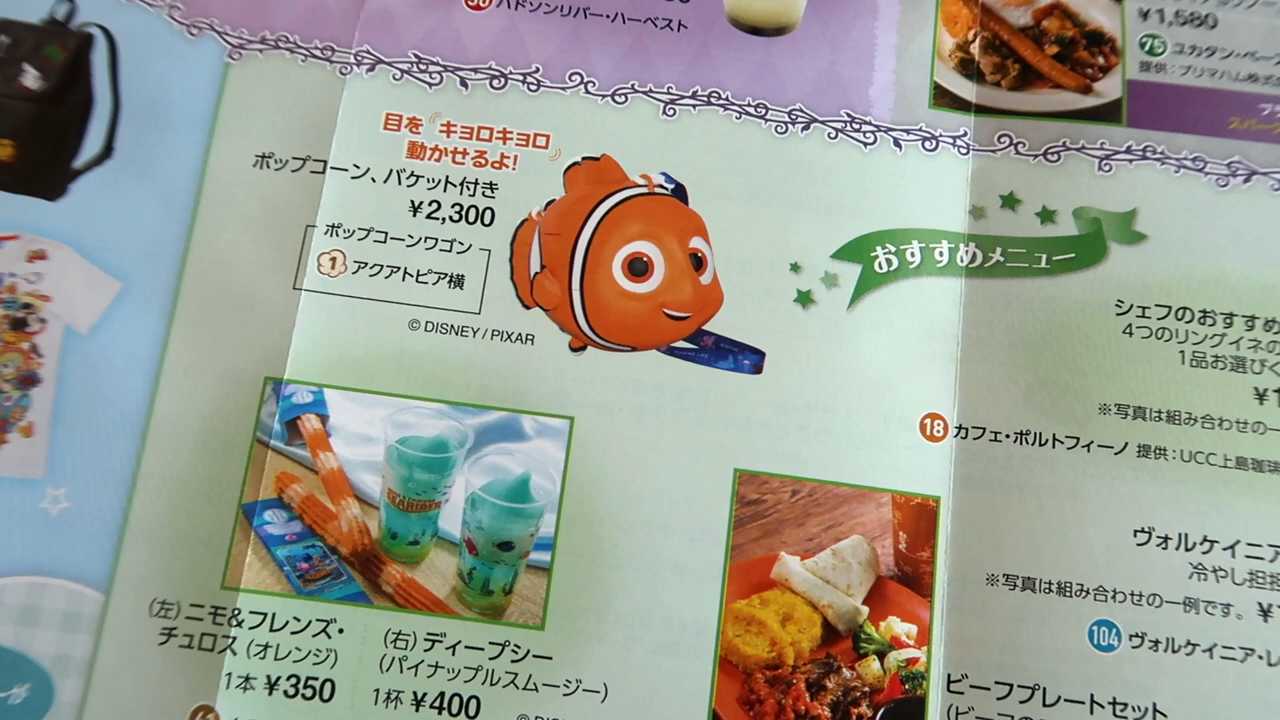 30 ハドソンリバー・ハーベスト
¥1,580
75 ユカタン・ベー
提供:プリマハム株式
目を キョロキョロ
動かせるよ!
ポップコーン、バケット付き
¥2,300
ポップコーンワゴン
1 アクアトピア横
© DISNEY / PIXAR
おすすめメニュー
シェフのおすすめ
4つのリングイネの
1品お選びく
※写真は組み合わせの一
18 カフェ・ポルトフィーノ 提供:UCC上島珈琲
ヴォルケイニア
冷やし担担
※写真は組み合わせの一例です。 ¥1
104 ヴォルケイニア・レ
ビーフプレートセット
(左)ニモ&フレンズ・
チュロス(オレンジ)
1本 ¥350
(右)ディープシー
(パイナップルスムージー)
1杯 ¥400